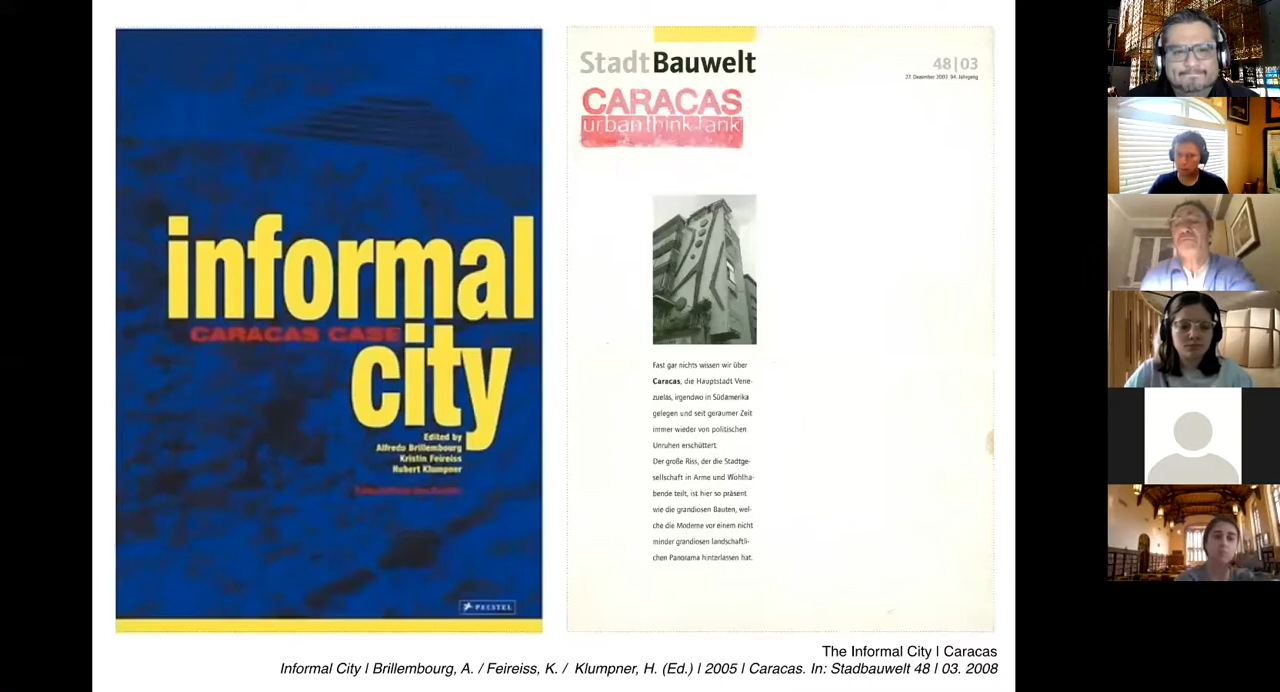 informal
CARACAS CASE
city
Edited by
Alfredo Brillembourg
Kristin Feireiss
Hubert Klumpner
PRESTEL
StadtBauwelt
48|03
27. Dezember 2003 94. Jahrgang
CARACAS
urban think tank
Fast gar nichts wissen wir über
Caracas, die Hauptstadt Vene-
zuelas, irgendwo in Südamerika
gelegen und seit geraumer Zeit
immer wieder von politischen
Unruhen erschüttert.
Der große Riss, der die Stadtge-
sellschaft in Arme und Wohlha-
bende teilt, ist hier so präsent
wie die grandiosen Bauten, wel-
che die Moderne vor einem nicht
minder grandiosen landschaftli-
chen Panorama hinterlassen hat.
The Informal City | Caracas
Informal City | Brillembourg, A. / Feireiss, K. / Klumpner, H. (Ed.) | 2005 | Caracas. In: Stadbauwelt 48 | 03. 2008